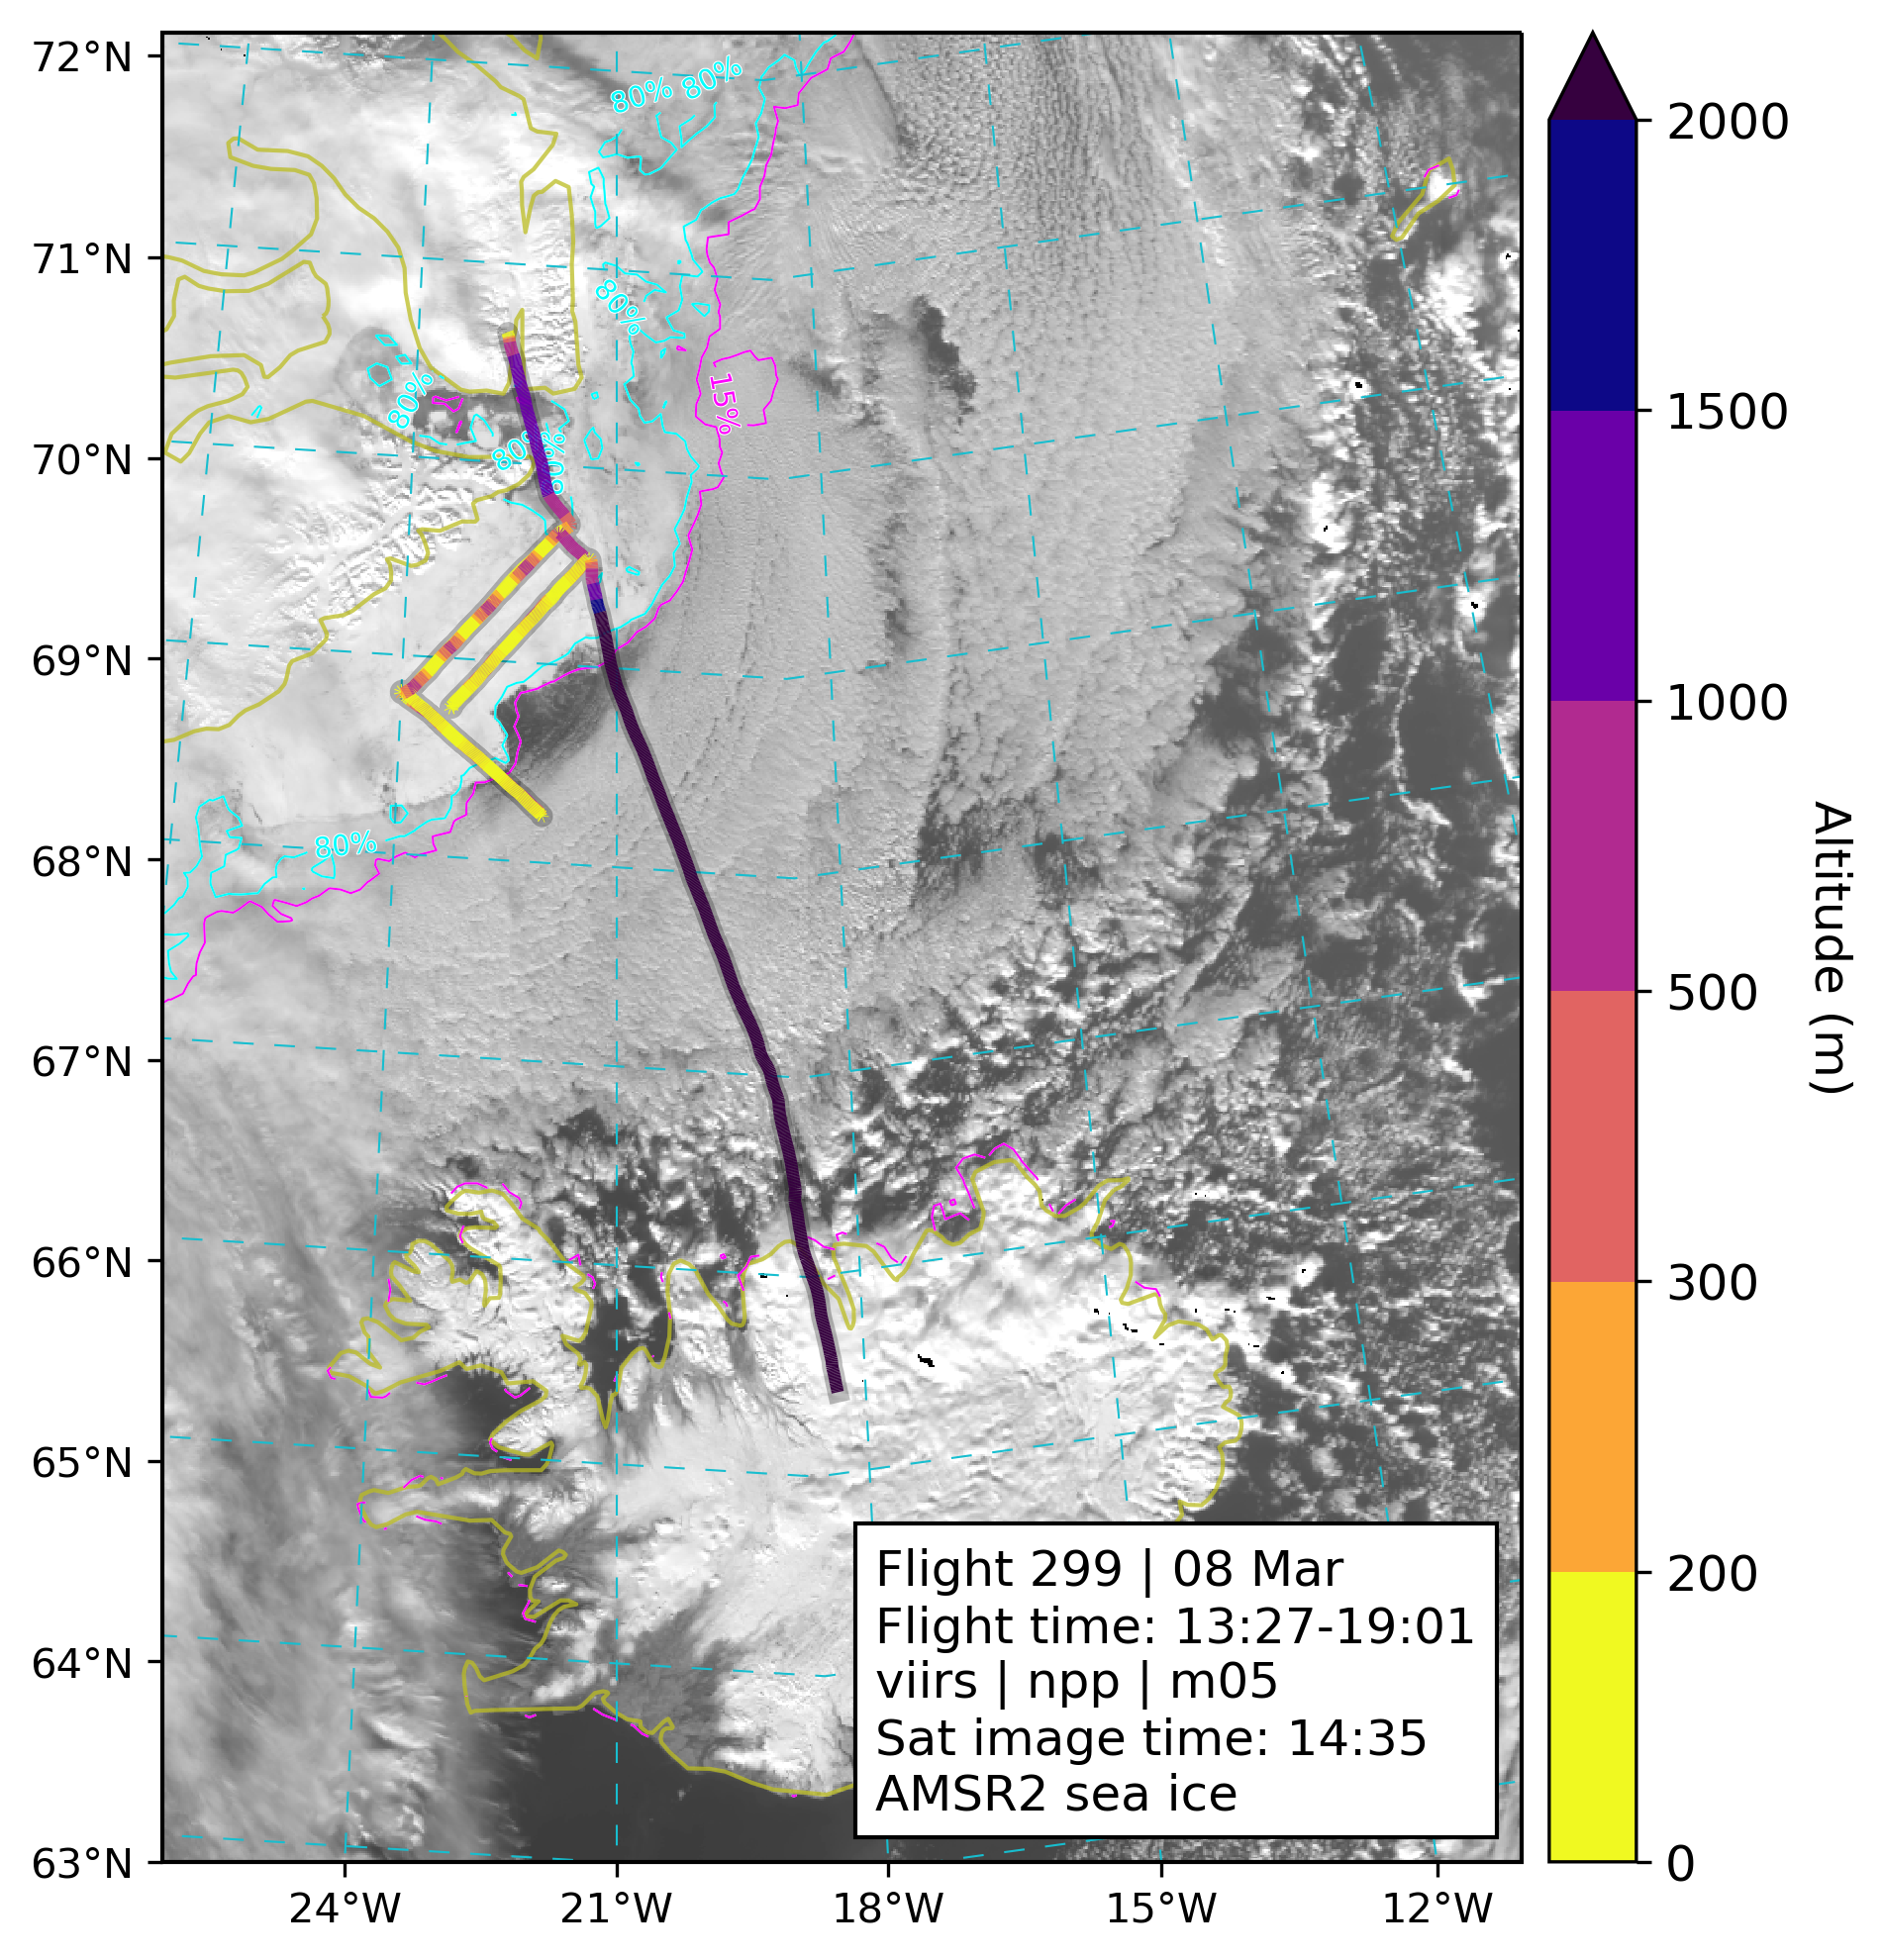 72°N
71°N
70°N
69°N
68°N
67°N
66°N
65°N
64°N
63°N
24°W
21°W
18°W
15°W
12°W
80%
80%
80%
80%
80%
80%
80%
15%
Flight 299 | 08 Mar
Flight time: 13:27-19:01
viirs | npp | m05
Sat image time: 14:35
AMSR2 sea ice
2000
1500
1000
500
300
200
0
Altitude (m)